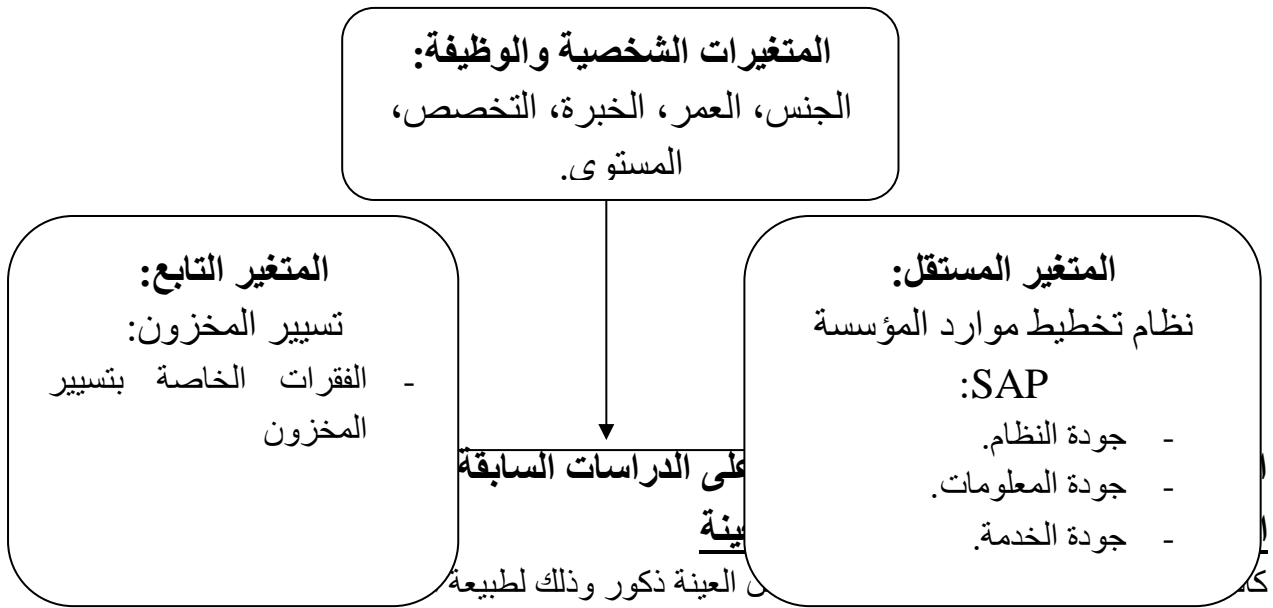 المتغيرات الشخصية والوظيفة:
الجنس، العمر، الخبرة، التخصص،
المستوى.
المتغير المستقل:
نظام تخطيط موارد المؤسسة
SAP:
- جودة النظام.
- جودة المعلومات.
- جودة الخدمة.
المتغير التابع:
تسيير المخزون:
- الفقرات الخاصة بتسيير
المخزون
على الدراسات السابقة
العينة ذكور وذلك لطبيعة